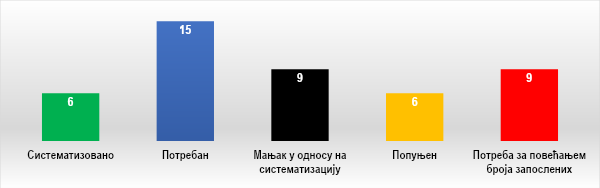 6
15
9
6
9
Систематизовано
Потребан
Мањак у односу на
систематизацију
Попуњен
Потреба за повећањем
броја запослених